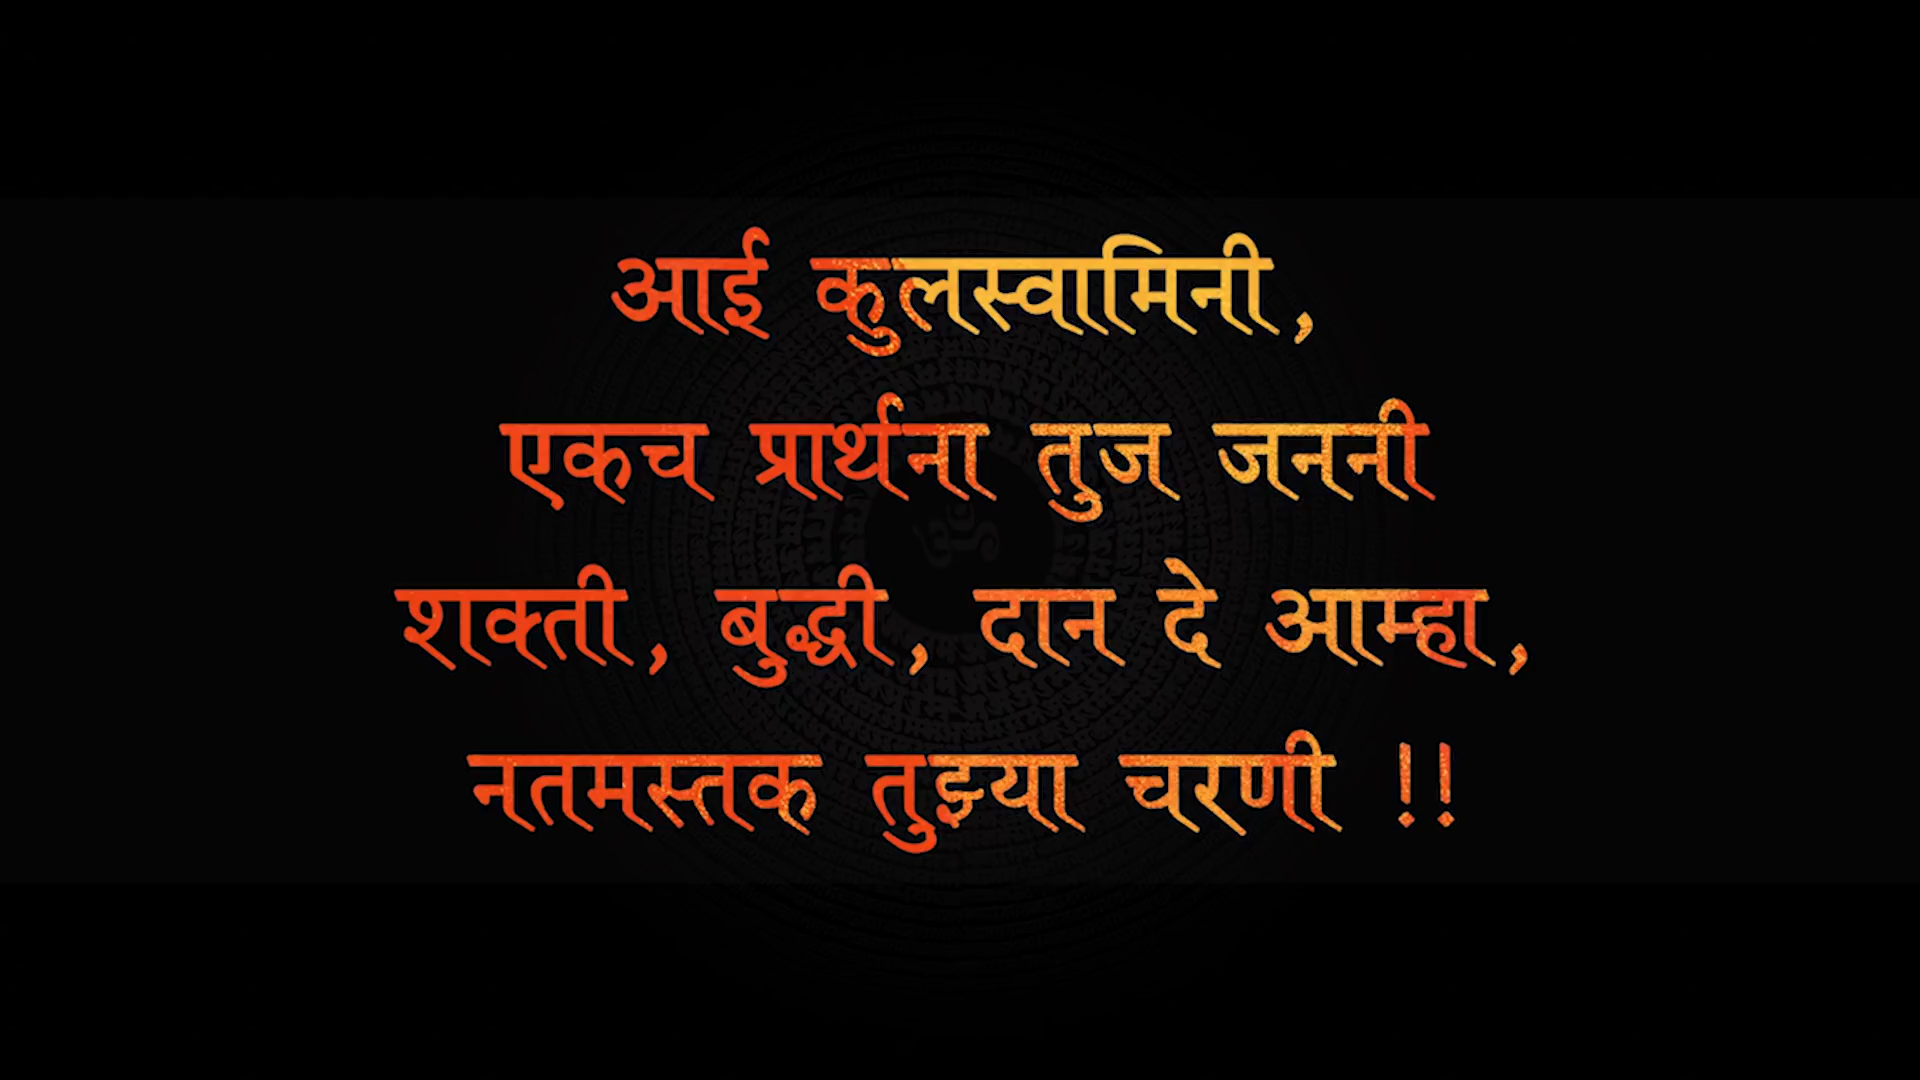 आई कुलस्वामिनी,
एकच प्रार्थना तुज जननी
शक्ती, बुद्धी, दान दे आम्हा,
नतमस्तक तुझ्या चरणी !!